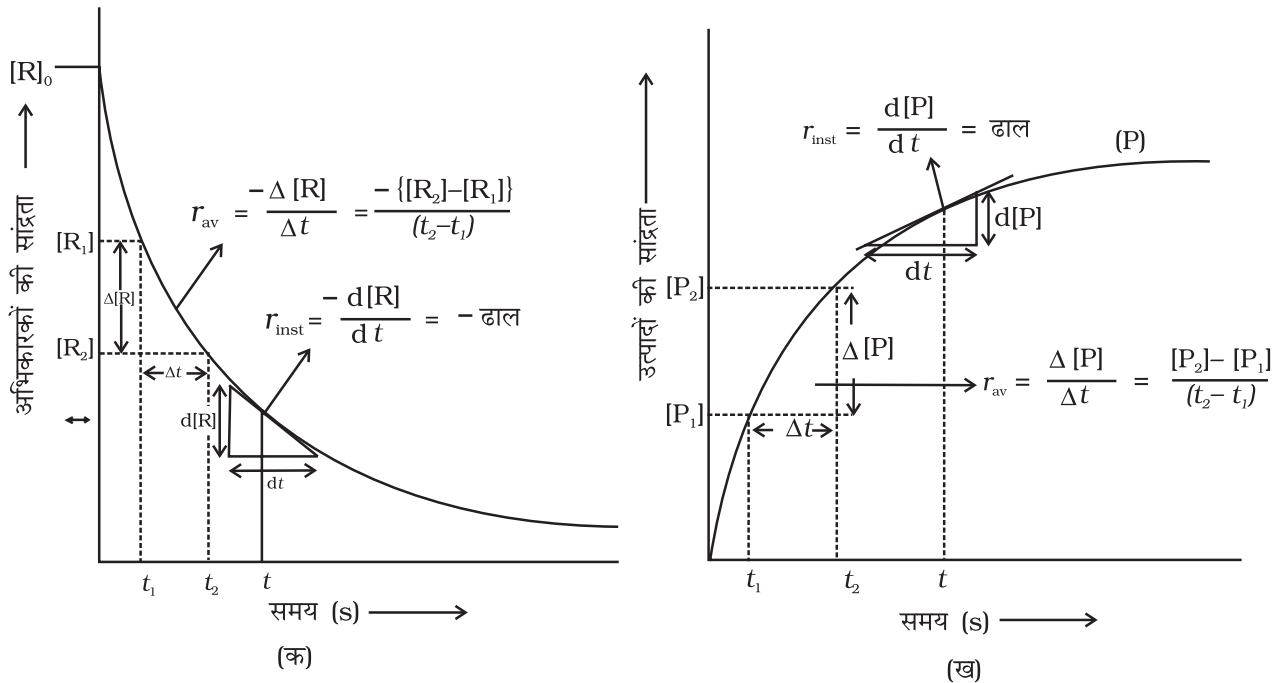 [R]₀
अभिकारकों की सांद्रता
r_av = −Δ[R]/Δt = −{[R₂]−[R₁]}/(t₂−t₁)
[R₁]
Δ[R]
r_inst = −d[R]/dt = − ढाल
[R₂]
Δt
d[R]
dt
t₁ t₂ t
समय (s)
(क)
उत्पादों की सांद्रता
r_inst = d[P]/dt = ढाल
(P)
d[P]
dt
[P₂]
Δ[P]
r_av = Δ[P]/Δt = [P₂]−[P₁]/(t₂−t₁)
[P₁]
Δt
t₁ t₂ t
समय (s)
(ख)